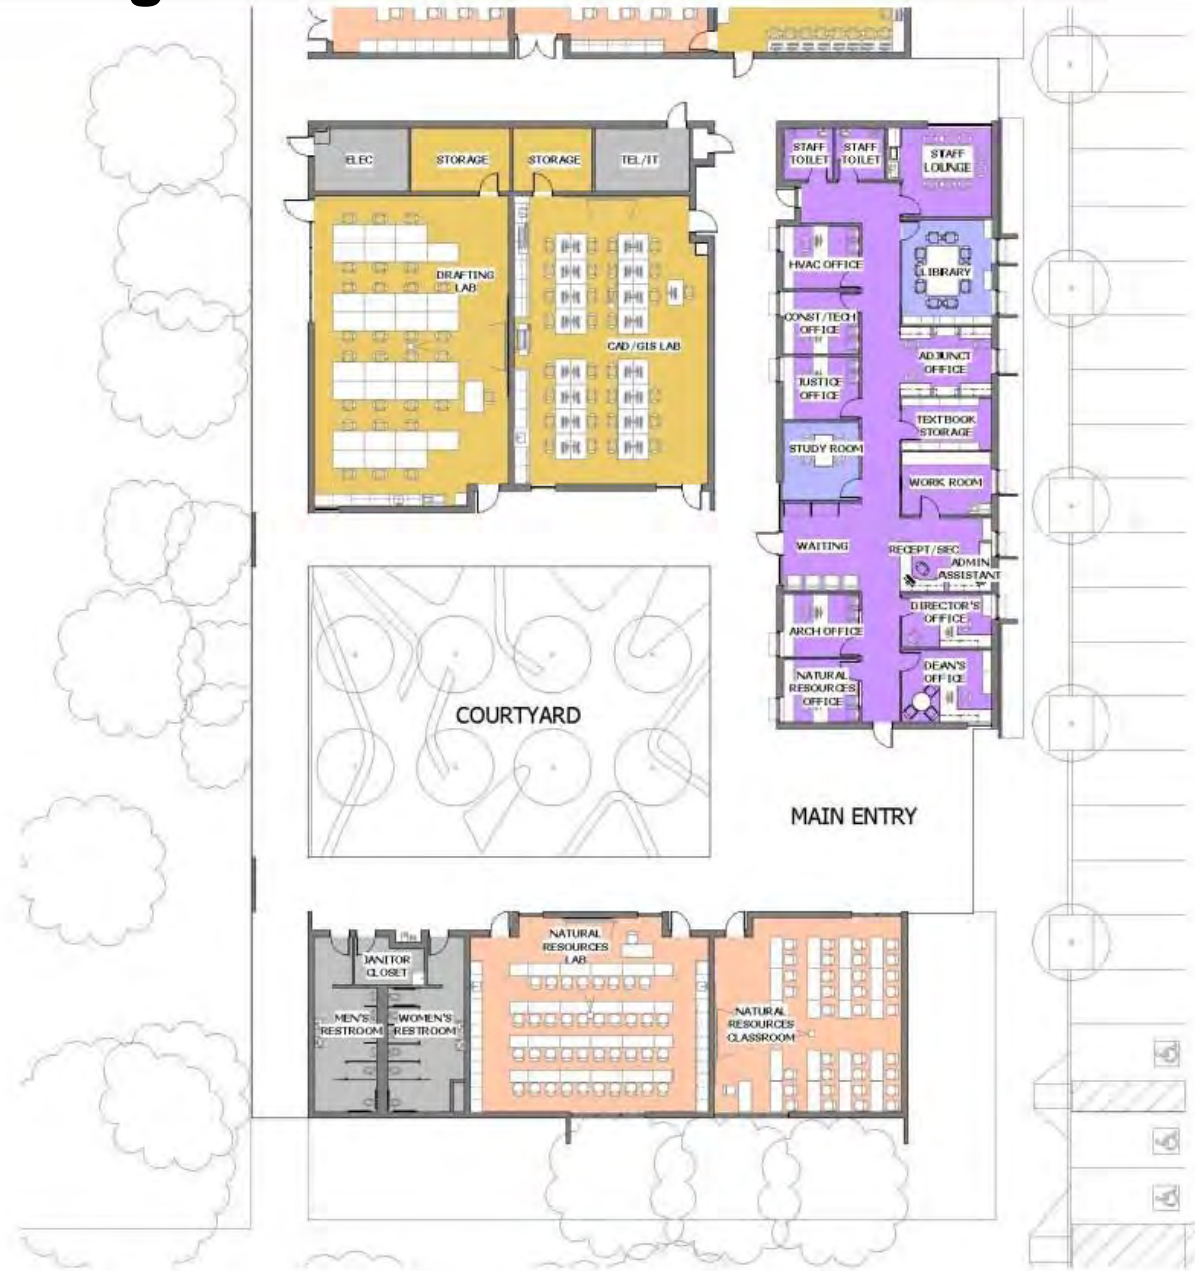 ELEC
STORAGE
STORAGE
TEL/IT
STAFF
TOILET
STAFF
TOILET
STAFF
LOUNGE
DRAFTING
LAB
CAD/GIS LAB
HVAC OFFICE
LIBRARY
CONST/TECH
OFFICE
ADJUNCT
OFFICE
JUSTICE
OFFICE
TEXTBOOK
STORAGE
STUDY ROOM
WORK ROOM
WAITING
RECEPT/SEC
ADMIN
ASSISTANT
DIRECTOR'S
OFFICE
ARCH OFFICE
NATURAL
RESOURCES
OFFICE
DEAN'S
OFFICE
COURTYARD
MAIN ENTRY
JANITOR
CLOSET
MEN'S
RESTROOM
WOMEN'S
RESTROOM
NATURAL
RESOURCES
LAB
NATURAL
RESOURCES
CLASSROOM